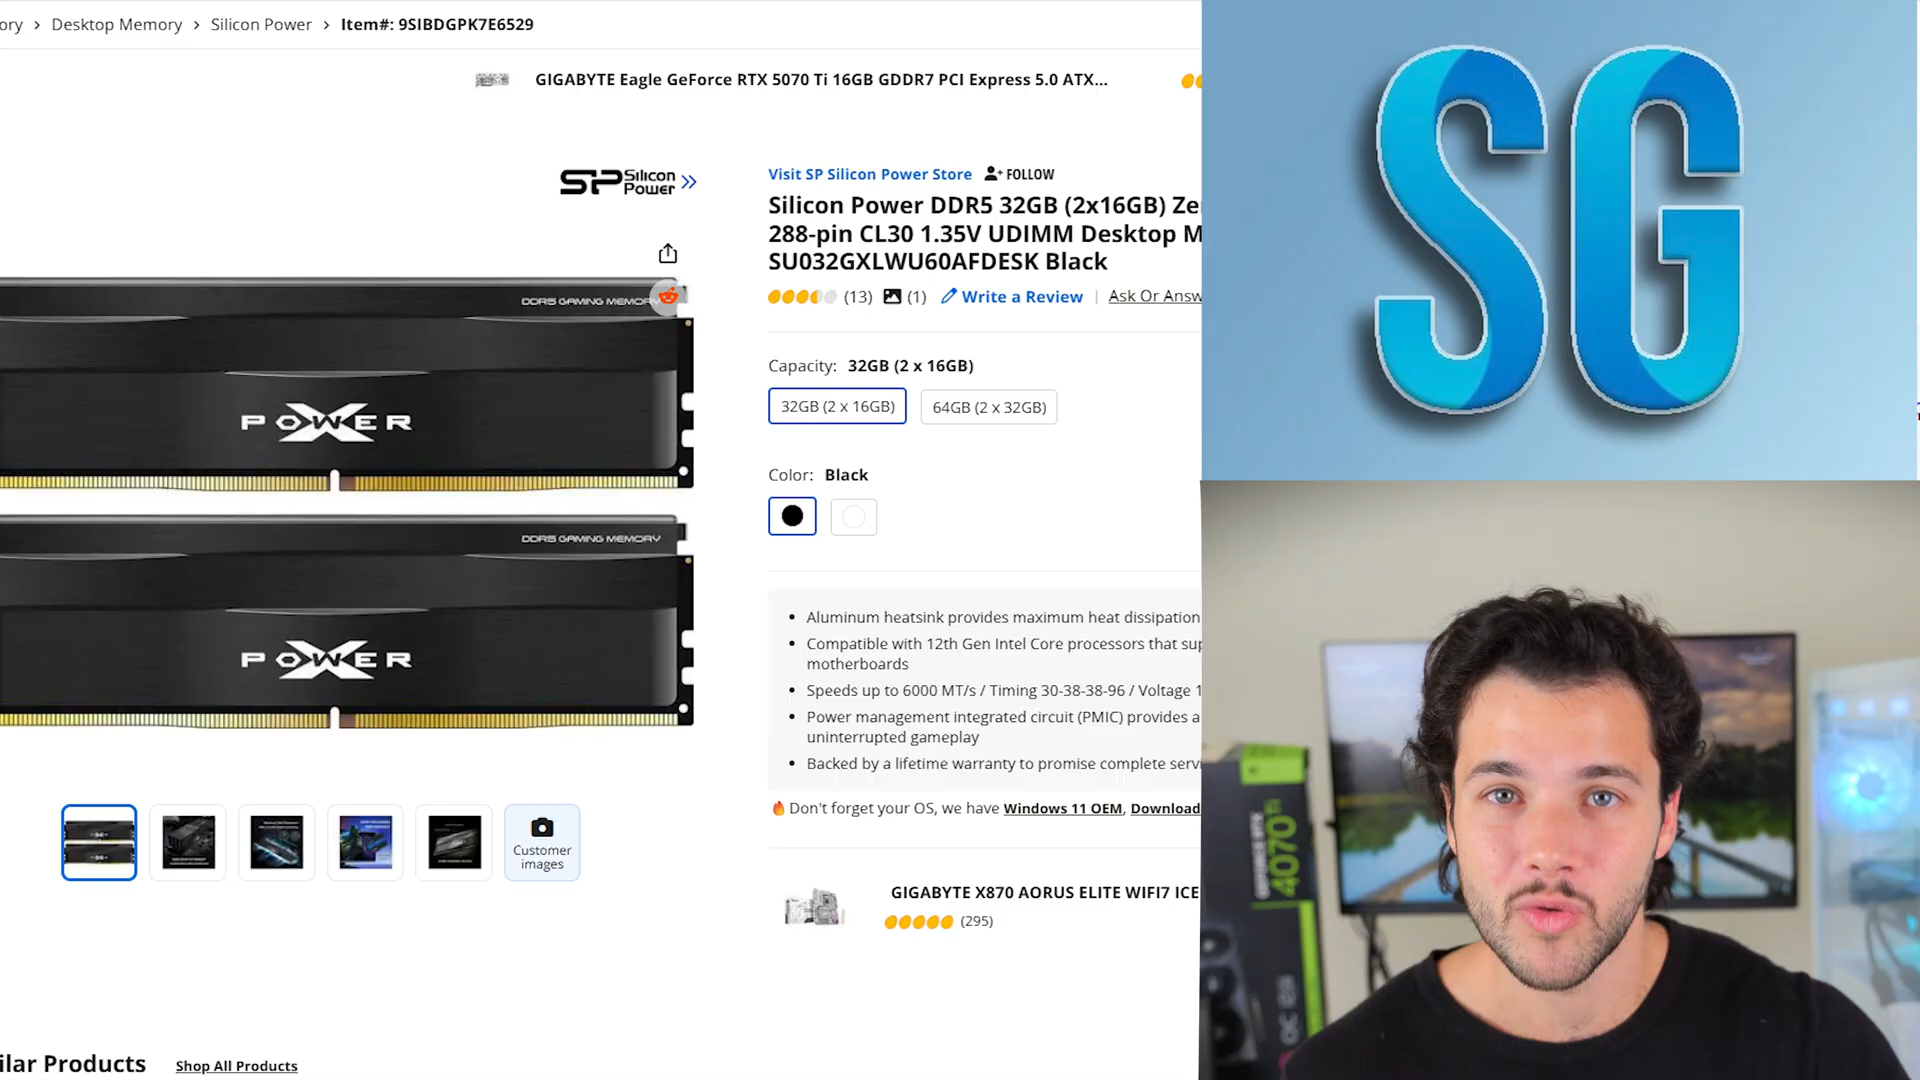 ory › Desktop Memory › Silicon Power › Item#: 9SIBDGPK7E6529
GIGABYTE Eagle GeForce RTX 5070 Ti 16GB GDDR7 PCI Express 5.0 ATX...
SP Silicon Power
Visit SP Silicon Power Store FOLLOW
Silicon Power DDR5 32GB (2x16GB) Ze
288-pin CL30 1.35V UDIMM Desktop M
SU032GXLWU60AFDESK Black
(13) (1) Write a Review | Ask Or Answ
DDR5 GAMING MEMORY
XPOWER
DDR5 GAMING MEMORY
XPOWER
Capacity: 32GB (2 x 16GB)
32GB (2 x 16GB) 64GB (2 x 32GB)
Color: Black
• Aluminum heatsink provides maximum heat dissipation
• Compatible with 12th Gen Intel Core processors that sup
motherboards
• Speeds up to 6000 MT/s / Timing 30-38-38-96 / Voltage 1
• Power management integrated circuit (PMIC) provides a
uninterrupted gameplay
• Backed by a lifetime warranty to promise complete servi
Don't forget your OS, we have Windows 11 OEM, Download
Customer
images
GIGABYTE X870 AORUS ELITE WIFI7 ICE
(295)
ilar Products Shop All Products
SG
GEFORCE RTX 4070 Ti